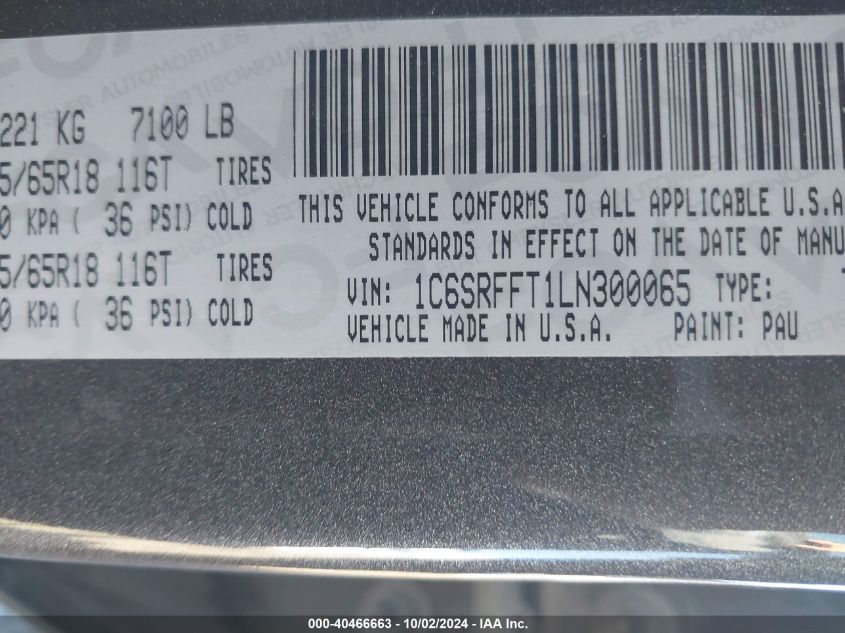 221 KG 7100 LB
5/65R18 116T TIRES
0 KPA ( 36 PSI) COLD
5/65R18 116T TIRES
0 KPA ( 36 PSI) COLD
THIS VEHICLE CONFORMS TO ALL APPLICABLE U.S.A
STANDARDS IN EFFECT ON THE DATE OF MANU
VIN: 1C6SRFFT1LN300065 TYPE:
VEHICLE MADE IN U.S.A. PAINT: PAU
000-40466663 - 10/02/2024 - IAA Inc.